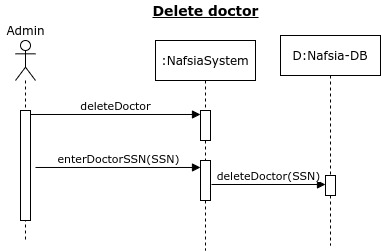 Delete doctor
Admin
:NafsiaSystem
D:Nafsia-DB
deleteDoctor
enterDoctorSSN(SSN)
deleteDoctor(SSN)